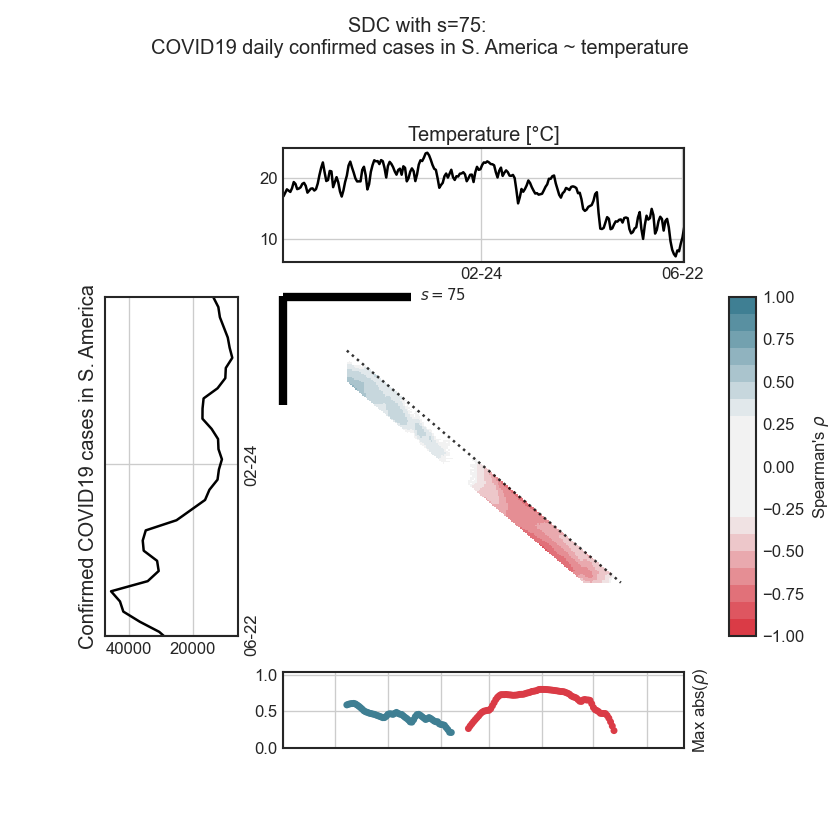 SDC with s=75:
COVID19 daily confirmed cases in S. America ~ temperature
Temperature [°C]
20
10
02-24
06-22
s = 75
Confirmed COVID19 cases in S. America
02-24
06-22
40000
20000
1.00
0.75
0.50
0.25
0.00
−0.25
−0.50
−0.75
−1.00
Spearman's ρ
1.0
0.5
0.0
Max abs(ρ)